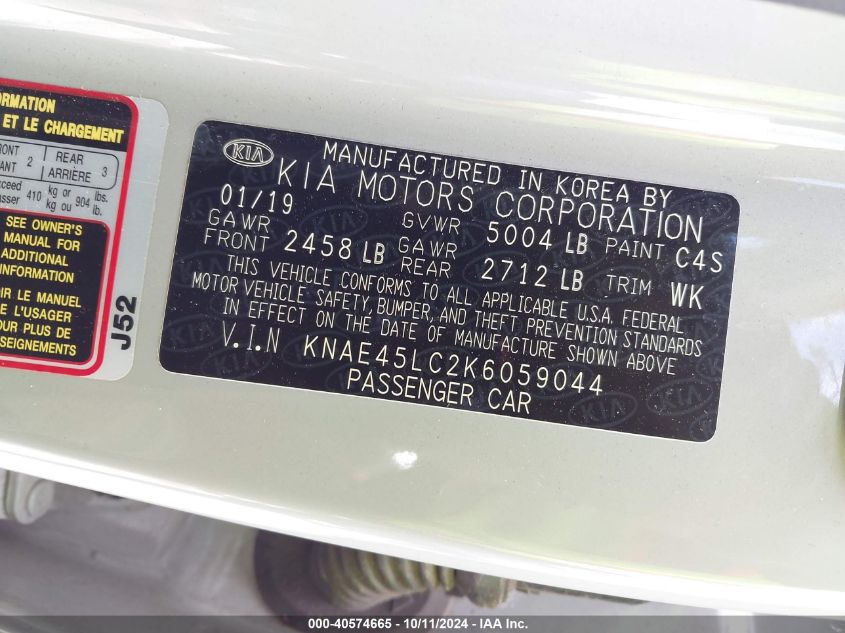 ORMATION
ET LE CHARGEMENT
RONT 2 REAR 3
ANT ARRIÈRE
xceed 410 kg or 904 lbs.
asser kg ou lb.
SEE OWNER'S
MANUAL FOR
ADDITIONAL
INFORMATION
IR LE MANUEL
E L'USAGER
OUR PLUS DE
SEIGNEMENTS
J52
KIA
MANUFACTURED IN KOREA BY
KIA MOTORS CORPORATION
01/19
GAWR FRONT 2458 LB
GVWR 5004 LB PAINT C4S
GAWR REAR 2712 LB TRIM WK
THIS VEHICLE CONFORMS TO ALL APPLICABLE U.S.A. FEDERAL
MOTOR VEHICLE SAFETY, BUMPER, AND THEFT PREVENTION STANDARDS
IN EFFECT ON THE DATE OF MANUFACTURE SHOWN ABOVE
V.I.N KNAE45LC2K6059044
PASSENGER CAR
000-40574665 - 10/11/2024 - IAA Inc.